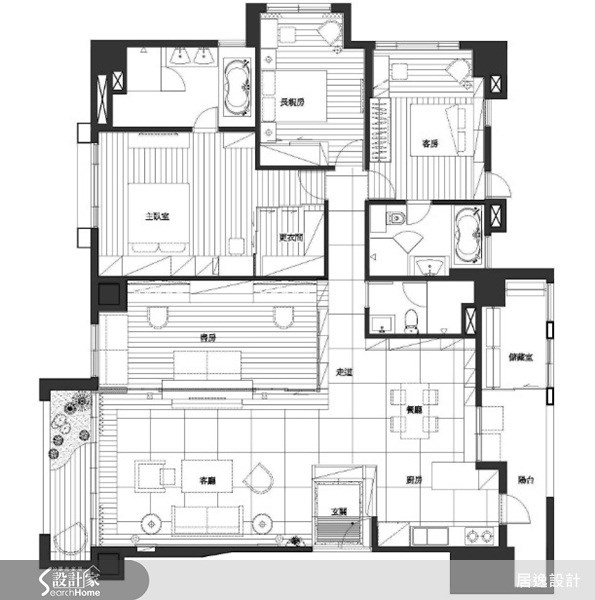 長親房
客房
主臥室
更衣間
書房
走道
儲藏室
餐廳
客廳
廚房
陽台
玄關
設計家
SearchHome
居逸設計